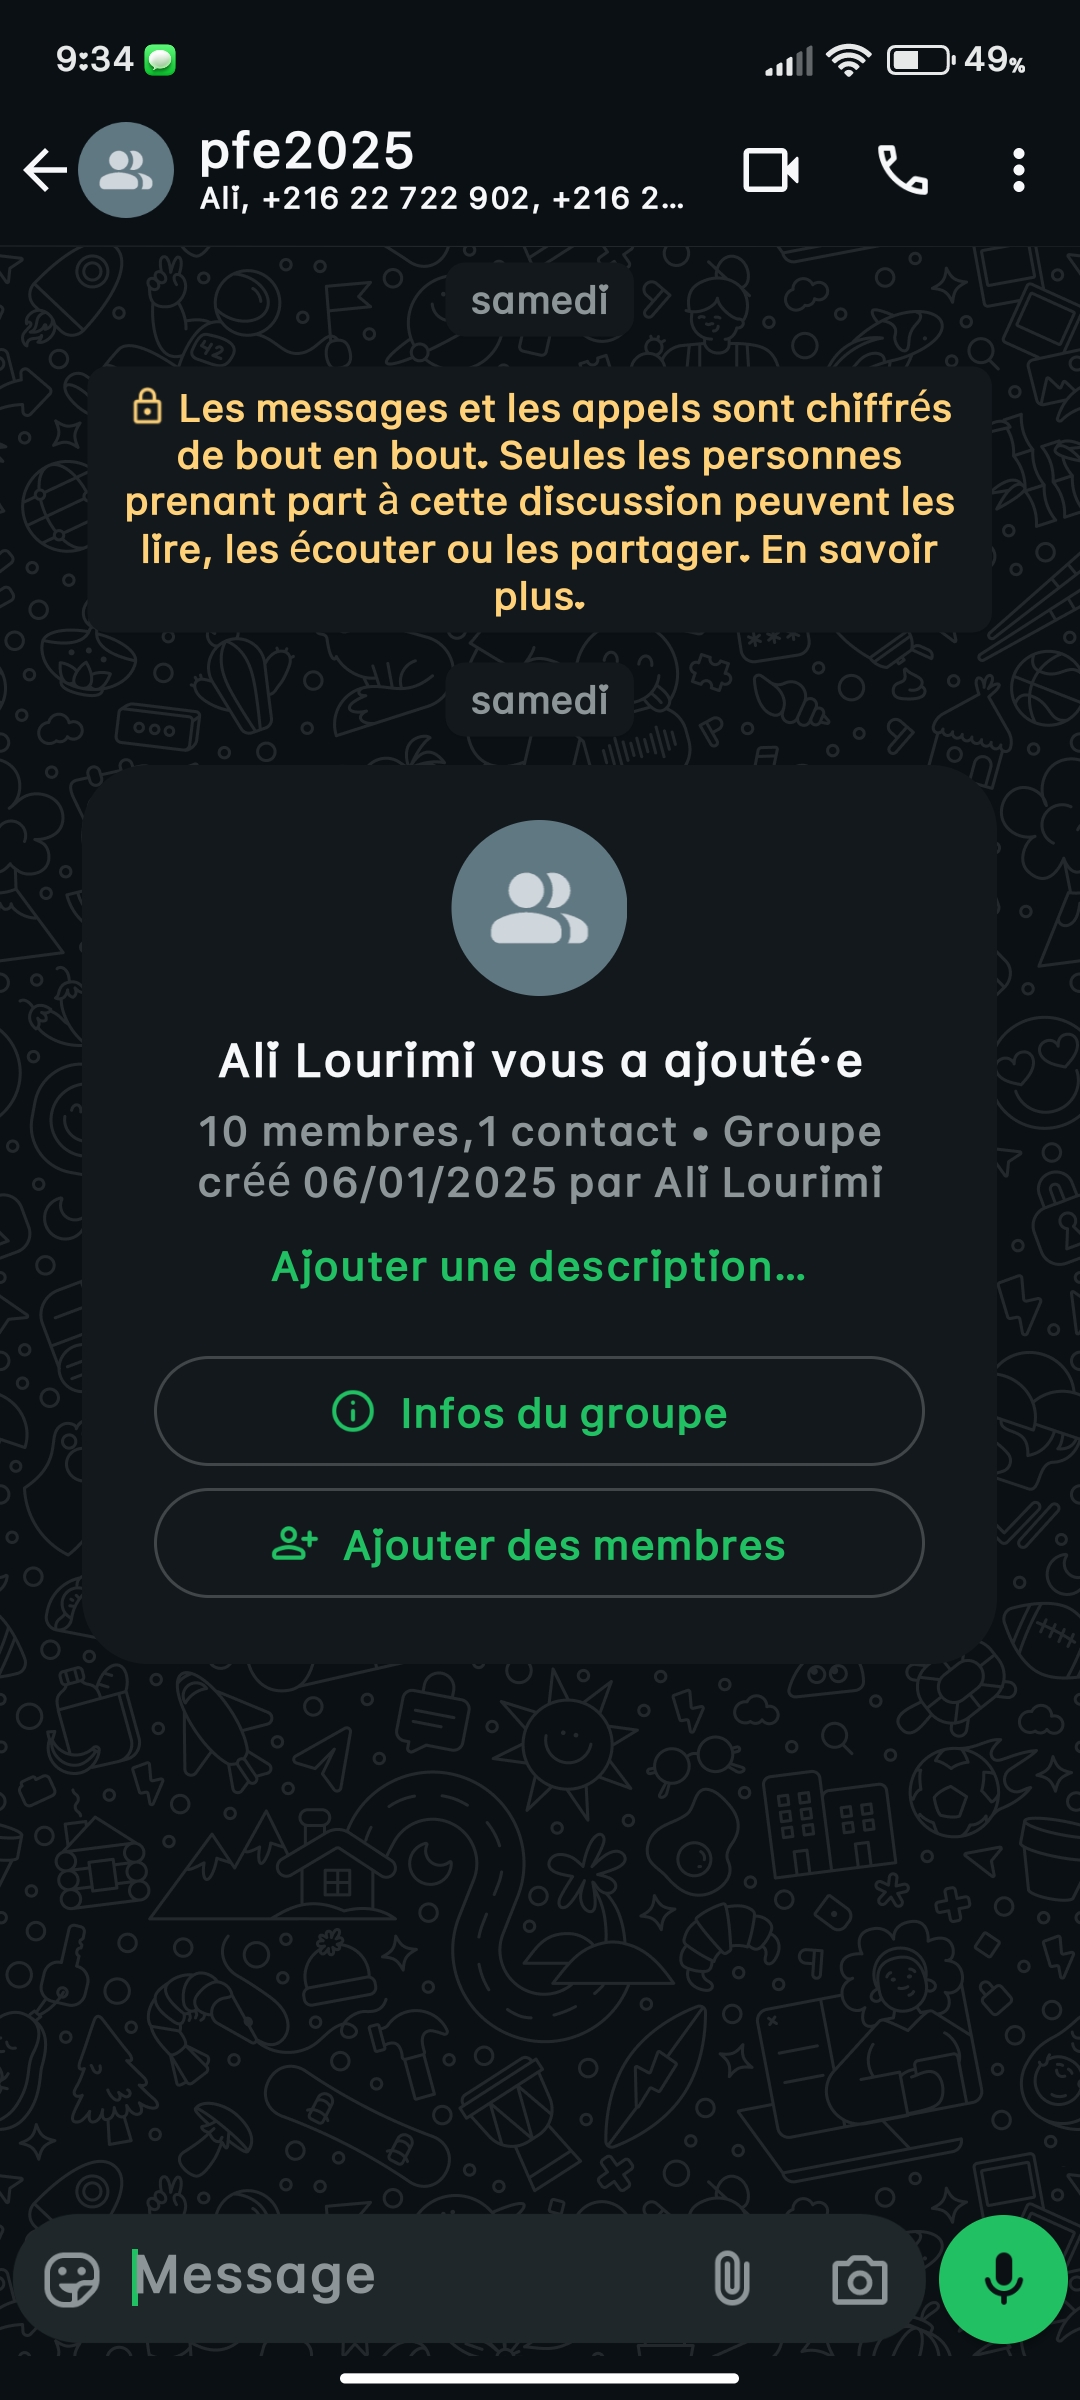 9:34
49%
pfe2025
Ali, +216 22 722 902, +216 2...
samedi
Les messages et les appels sont chiffrés
de bout en bout. Seules les personnes
prenant part à cette discussion peuvent les
lire, les écouter ou les partager. En savoir
plus.
samedi
Ali Lourimi vous a ajouté·e
10 membres,1 contact • Groupe
créé 06/01/2025 par Ali Lourimi
Ajouter une description...
Infos du groupe
Ajouter des membres
Message